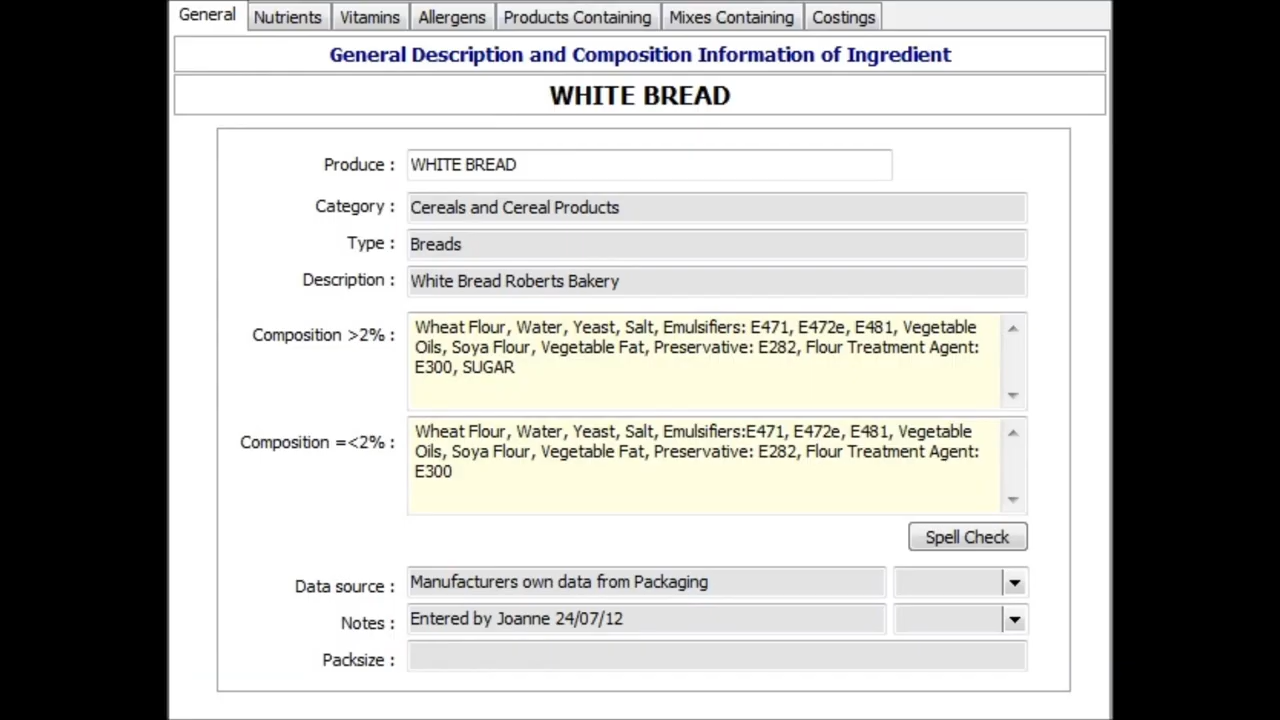 General Nutrients Vitamins Allergens Products Containing Mixes Containing Costings
General Description and Composition Information of Ingredient
WHITE BREAD
Produce : WHITE BREAD
Category : Cereals and Cereal Products
Type : Breads
Description : White Bread Roberts Bakery
Composition >2% : Wheat Flour, Water, Yeast, Salt, Emulsifiers: E471, E472e, E481, Vegetable
Oils, Soya Flour, Vegetable Fat, Preservative: E282, Flour Treatment Agent:
E300, SUGAR
Composition =<2% : Wheat Flour, Water, Yeast, Salt, Emulsifiers:E471, E472e, E481, Vegetable
Oils, Soya Flour, Vegetable Fat, Preservative: E282, Flour Treatment Agent:
E300
Spell Check
Data source : Manufacturers own data from Packaging
Notes : Entered by Joanne 24/07/12
Packsize :